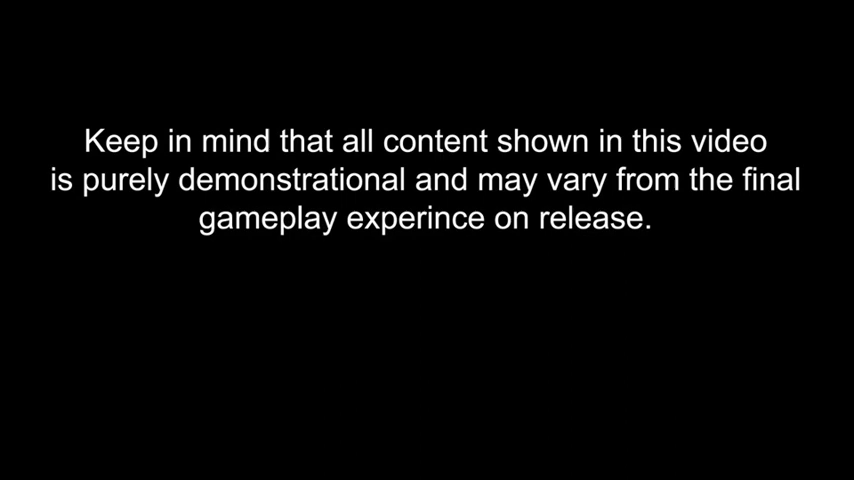 Keep in mind that all content shown in this video
is purely demonstrational and may vary from the final
gameplay experince on release.